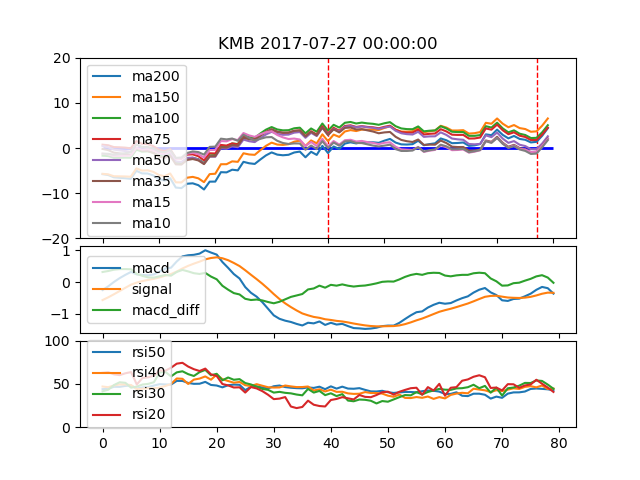 KMB 2017-07-27 00:00:00
20
10
0
−10
−20
ma200
ma150
ma100
ma75
ma50
ma35
ma15
ma10
1
0
−1
macd
signal
macd_diff
100
50
0
rsi50
rsi40
rsi30
rsi20
0 10 20 30 40 50 60 70 80